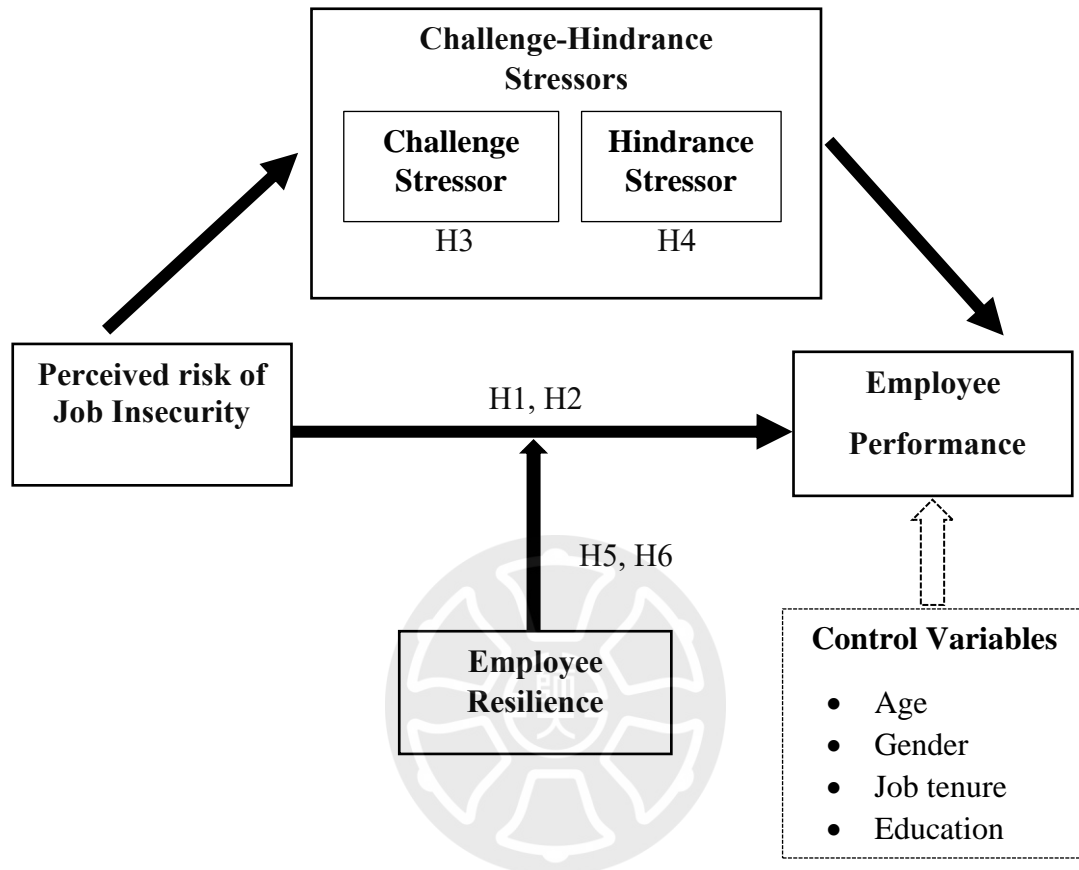 Challenge-Hindrance
Stressors
Challenge
Stressor
Hindrance
Stressor
H3
H4
Perceived risk of
Job Insecurity
H1, H2
Employee
Performance
H5, H6
Employee
Resilience
Control Variables
• Age
• Gender
• Job tenure
• Education